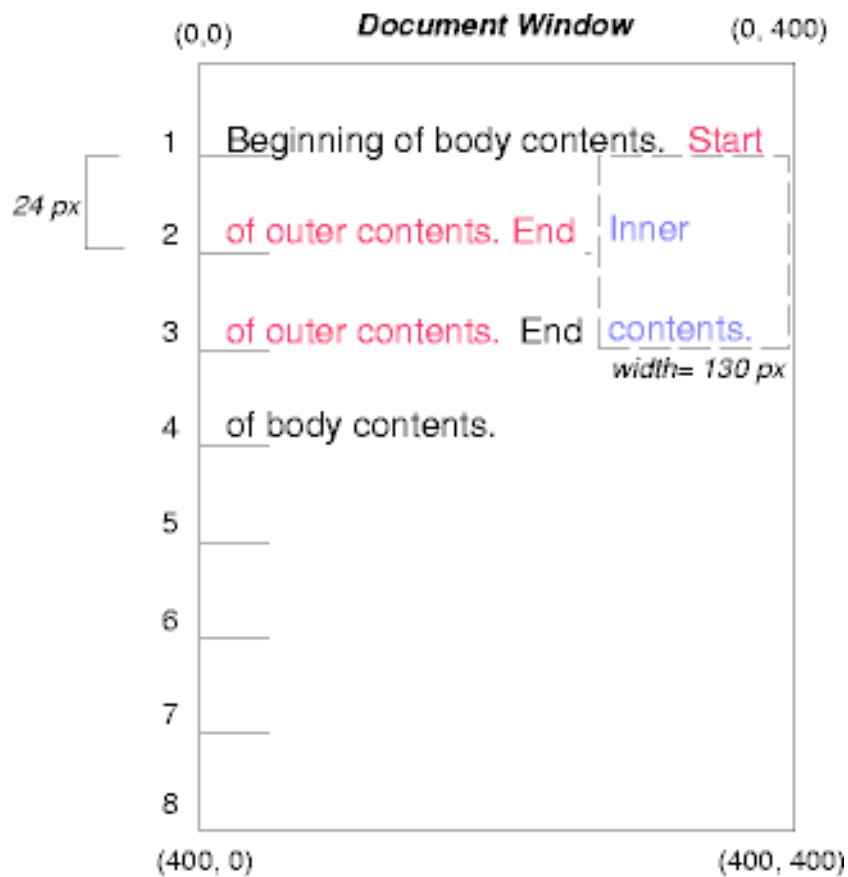 Document Window
(0,0) (0, 400)
1 Beginning of body contents. Start
24 px
2 of outer contents. End Inner
3 of outer contents. End contents.
width= 130 px
4 of body contents.
5
6
7
8
(400, 0) (400, 400)